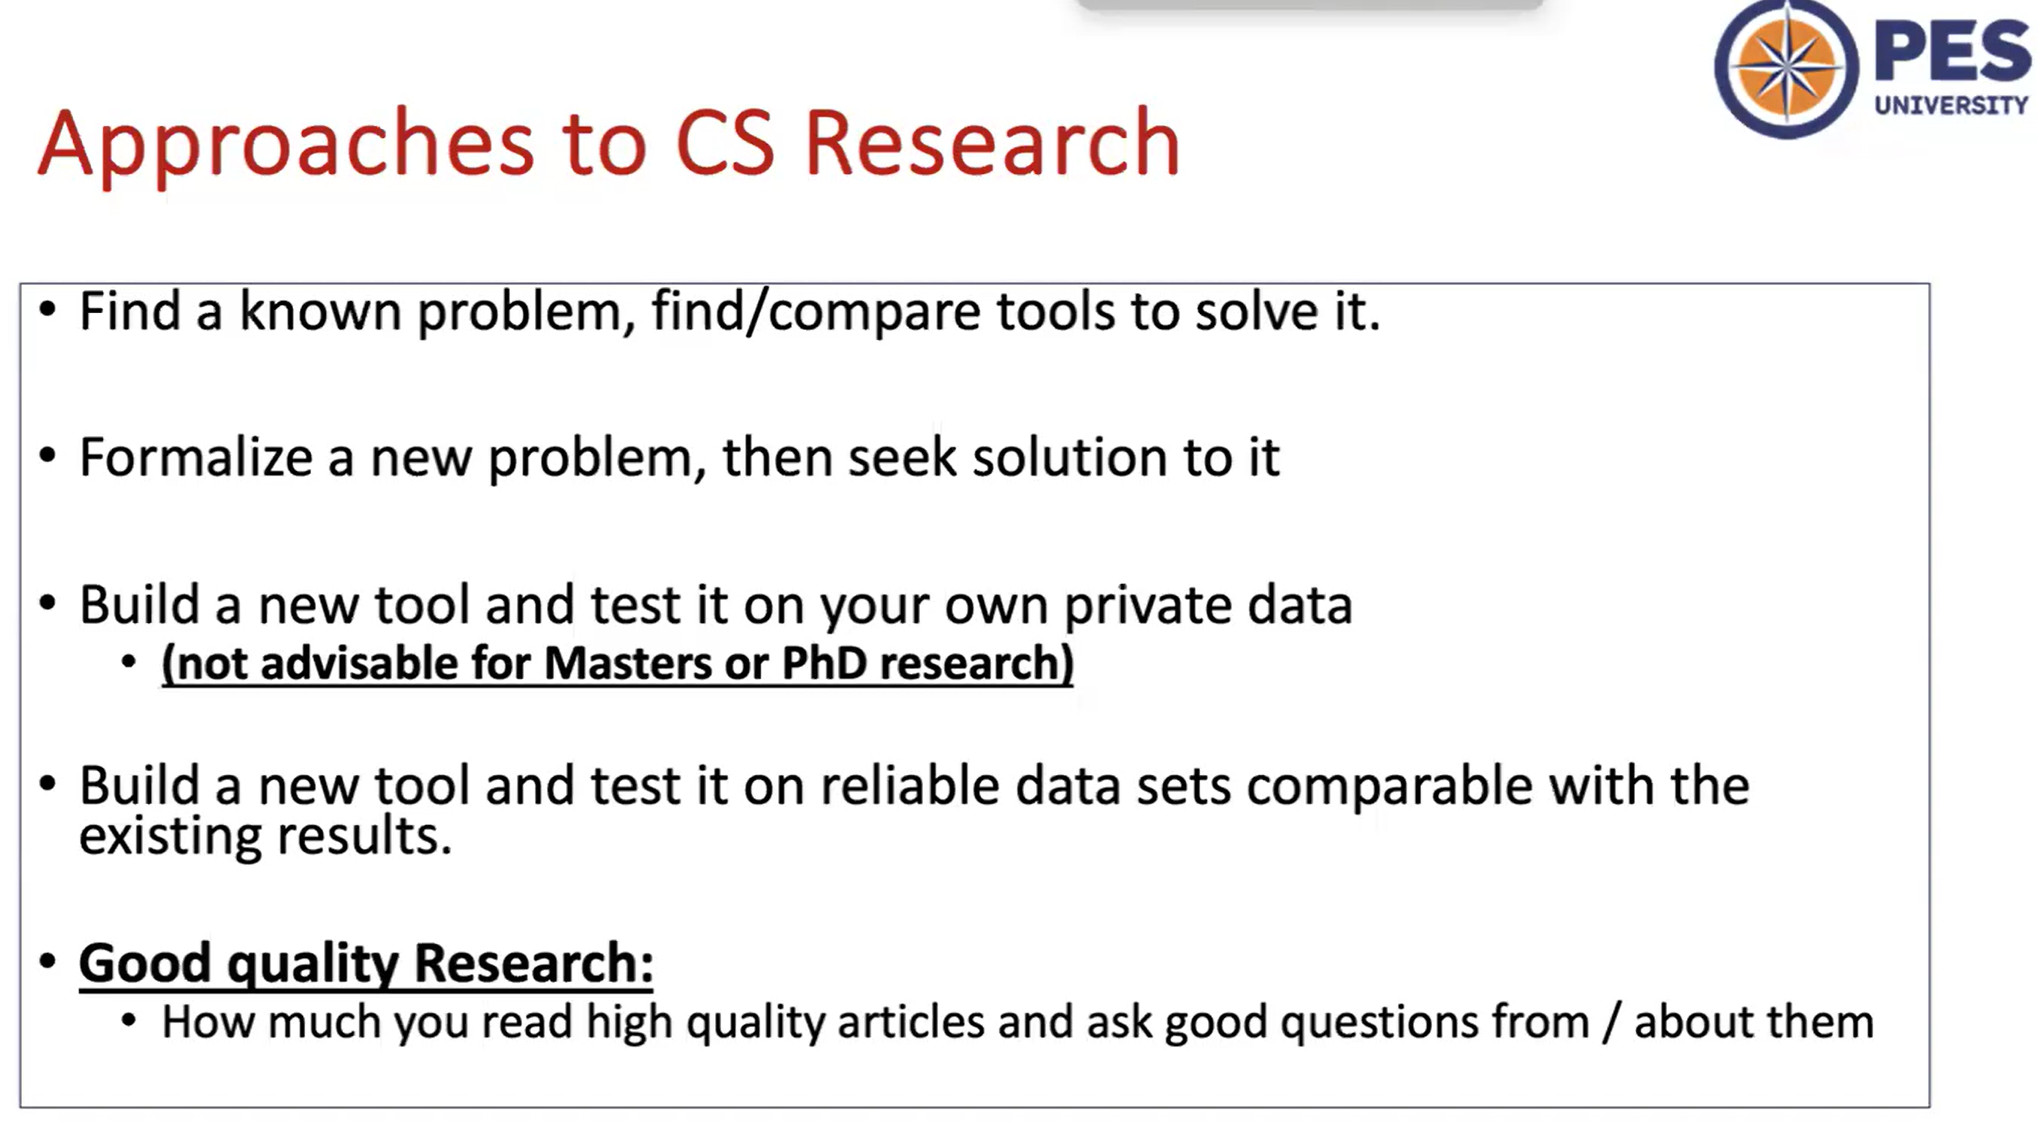 PES
UNIVERSITY
Approaches to CS Research
• Find a known problem, find/compare tools to solve it.
• Formalize a new problem, then seek solution to it
• Build a new tool and test it on your own private data
• (not advisable for Masters or PhD research)
• Build a new tool and test it on reliable data sets comparable with the
existing results.
• Good quality Research:
• How much you read high quality articles and ask good questions from / about them